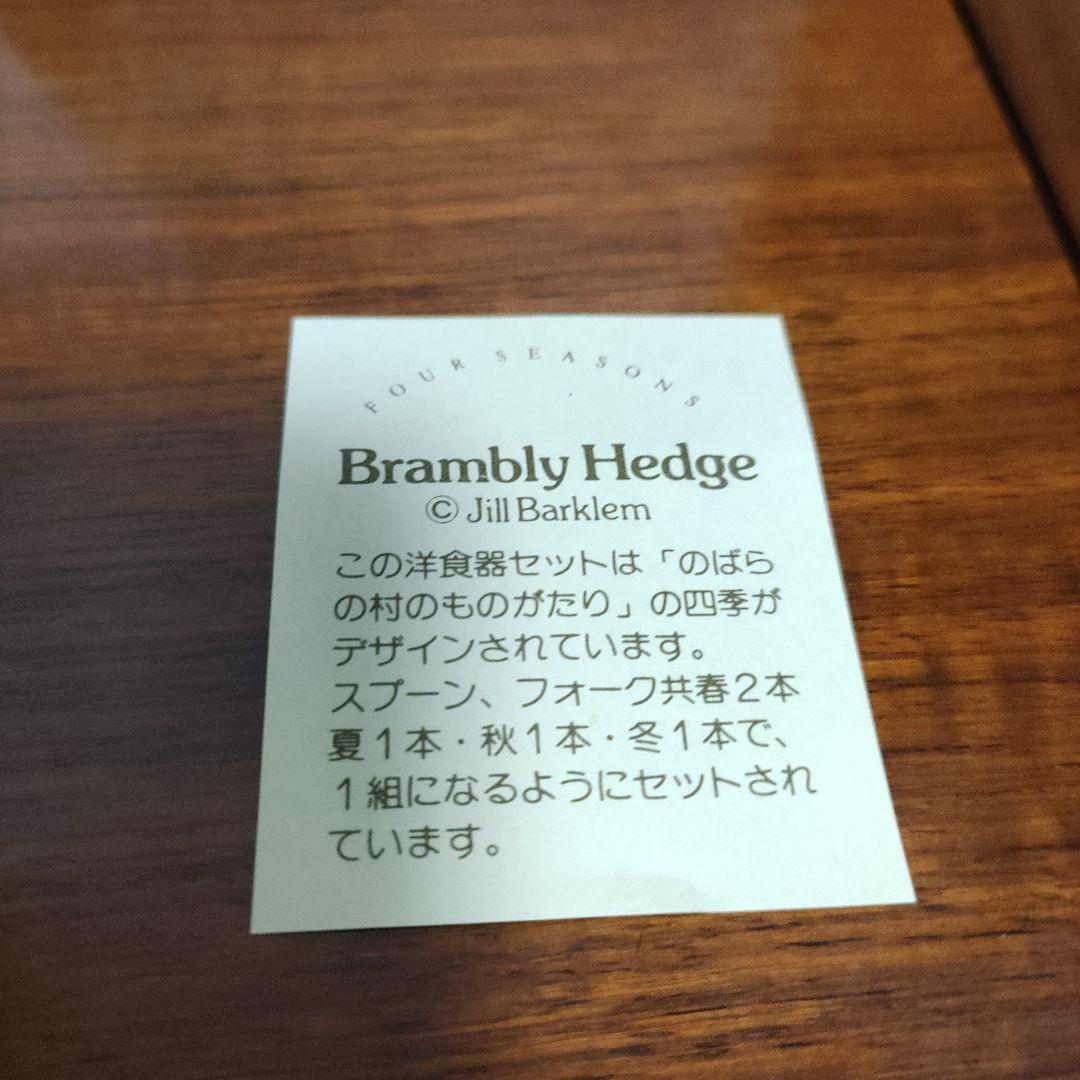 FOUR SEASONS
Brambly Hedge
© Jill Barklem
この洋食器セットは「のばら
の村のものがたり」の四季が
デザインされています。
スプーン、フォーク共春２本
夏１本・秋１本・冬１本で、
１組になるようにセットされ
ています。